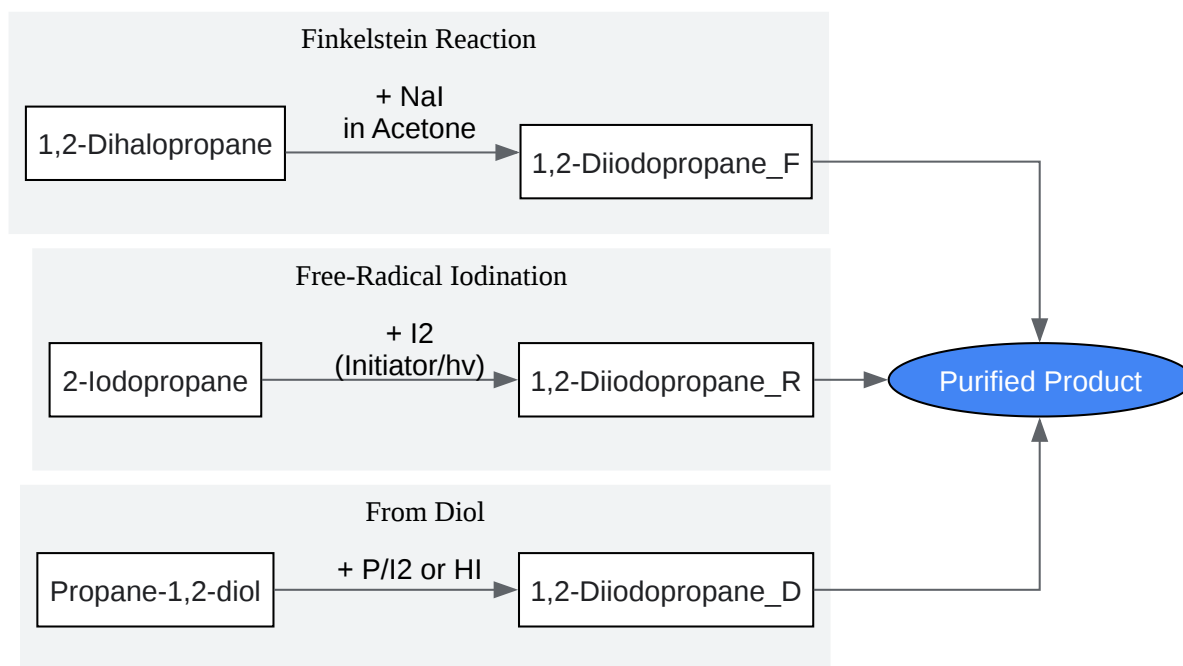 Finkelstein Reaction
+ NaI
in Acetone
1,2-Dihalopropane
1,2-Diiodopropane_F
Free-Radical Iodination
+ I2
(Initiator/hv)
2-Iodopropane
1,2-Diiodopropane_R
Purified Product
From Diol
+ P/I2 or HI
Propane-1,2-diol
1,2-Diiodopropane_D